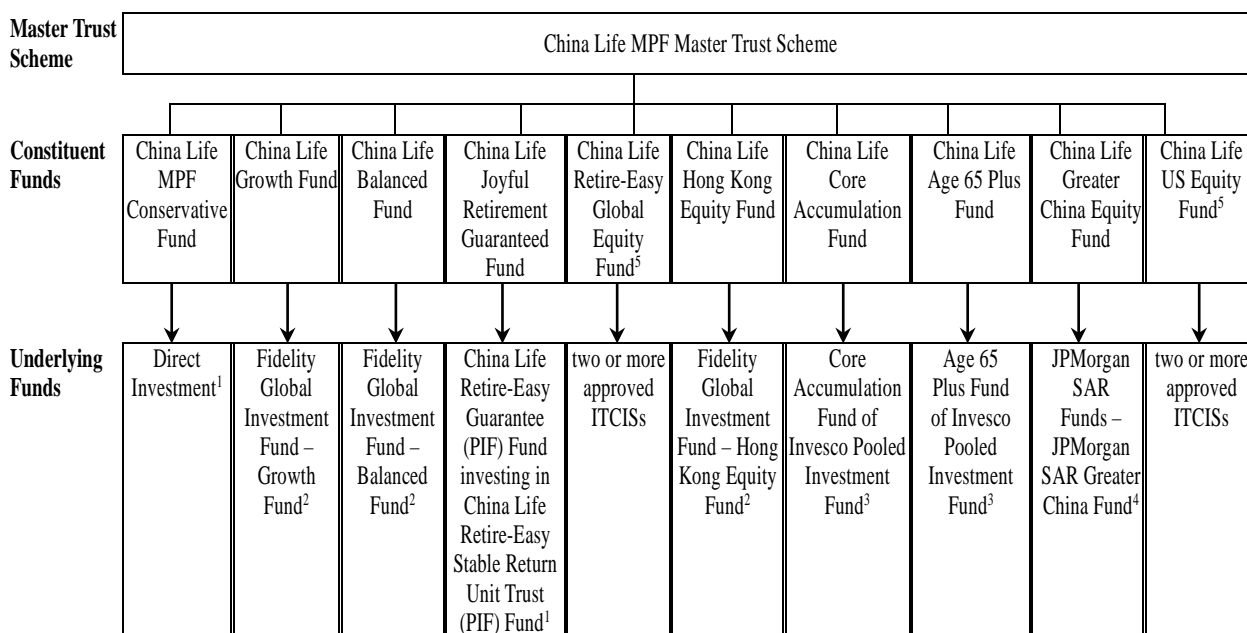 Master Trust
Scheme
China Life MPF Master Trust Scheme
Constituent
Funds
China Life
MPF
Conservative
Fund
China Life
Growth Fund
China Life
Balanced
Fund
China Life
Joyful
Retirement
Guaranteed
Fund
China Life
Retire-Easy
Global
Equity
Fund5
China Life
Hong Kong
Equity Fund
China Life
Core
Accumulation
Fund
China Life
Age 65 Plus
Fund
China Life
Greater
China Equity
Fund
China Life
US Equity
Fund5
Underlying
Funds
Direct
Investment1
Fidelity
Global
Investment
Fund –
Growth
Fund2
Fidelity
Global
Investment
Fund –
Balanced
Fund2
China Life
Retire-Easy
Guarantee
(PIF) Fund
investing in
China Life
Retire-Easy
Stable Return
Unit Trust
(PIF) Fund1
two or more
approved
ITCISs
Fidelity
Global
Investment
Fund – Hong
Kong Equity
Fund2
Core
Accumulation
Fund of
Invesco Pooled
Investment
Fund3
Age 65
Plus Fund
of Invesco
Pooled
Investment
Fund3
JPMorgan
SAR
Funds –
JPMorgan
SAR Greater
China Fund4
two or more
approved
ITCISs